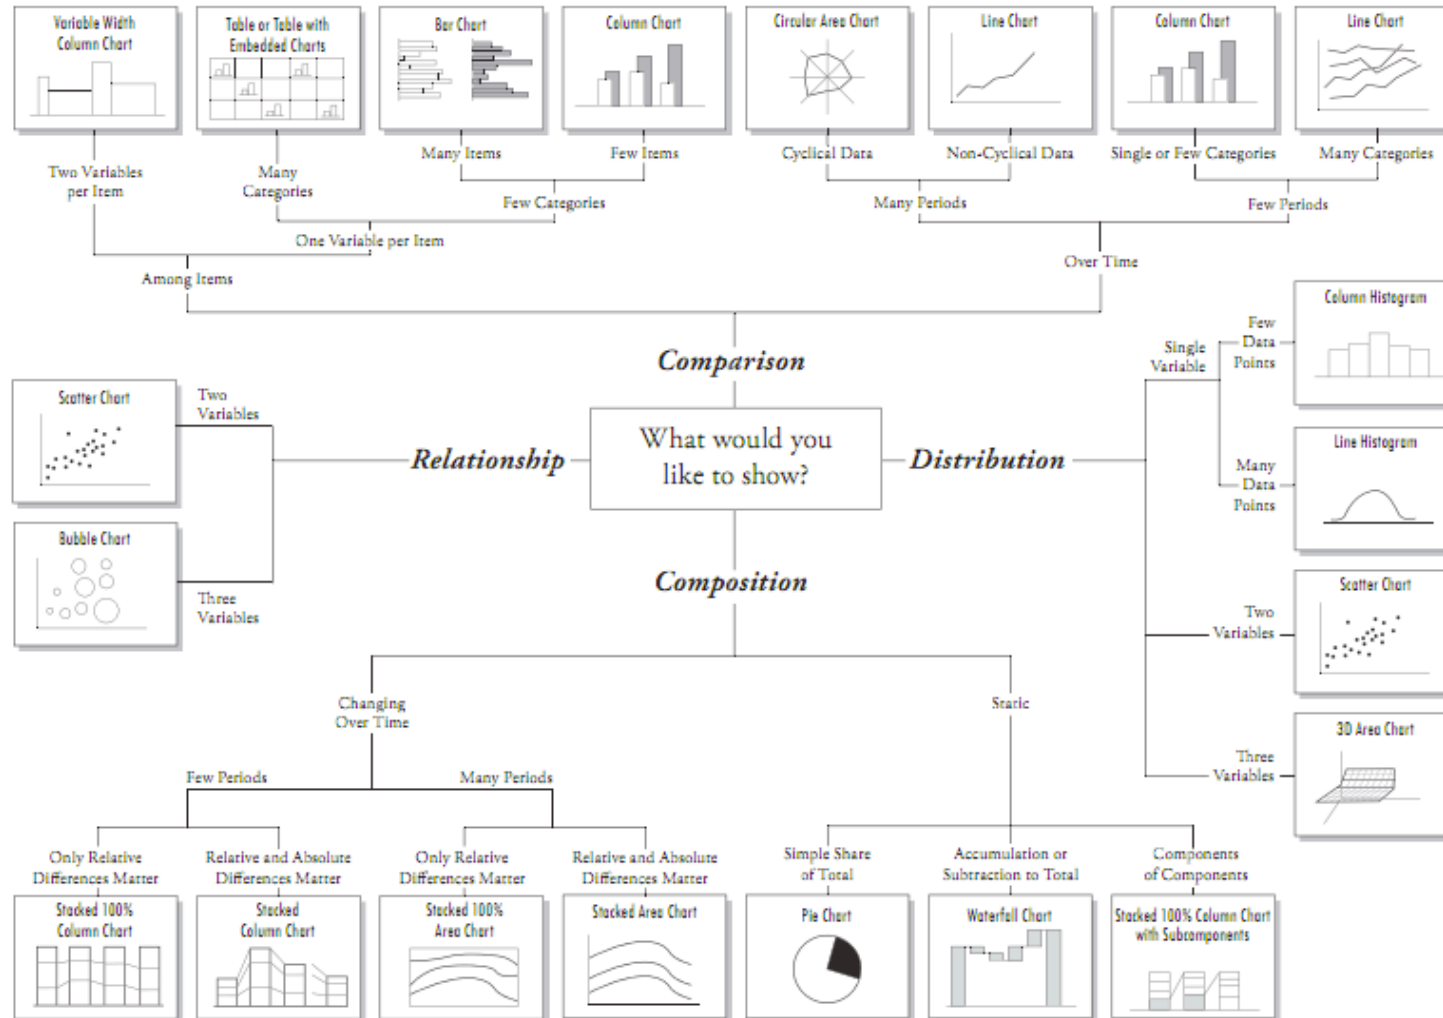 Variable Width
Column Chart
Table or Table with
Embedded Charts
Bar Chart
Column Chart
Circular Area Chart
Line Chart
Column Chart
Line Chart
Two Variables
per Item
Many
Categories
Many Items
Few Items
Cyclical Data
Non-Cyclical Data
Single or Few Categories
Many Categories
Few Categories
Many Periods
Few Periods
One Variable per Item
Among Items
Over Time
Comparison
What would you
like to show?
Relationship
Two
Variables
Scatter Chart
Bubble Chart
Three
Variables
Distribution
Single
Variable
Few
Data
Points
Column Histogram
Many
Data
Points
Line Histogram
Two
Variables
Scatter Chart
Three
Variables
3D Area Chart
Composition
Changing
Over Time
Static
Few Periods
Many Periods
Only Relative
Differences Matter
Relative and Absolute
Differences Matter
Only Relative
Differences Matter
Relative and Absolute
Differences Matter
Simple Share
of Total
Accumulation or
Subtraction to Total
Components
of Components
Stacked 100%
Column Chart
Stacked
Column Chart
Stacked 100%
Area Chart
Stacked Area Chart
Pie Chart
Waterfall Chart
Stacked 100% Column Chart
with Subcomponents